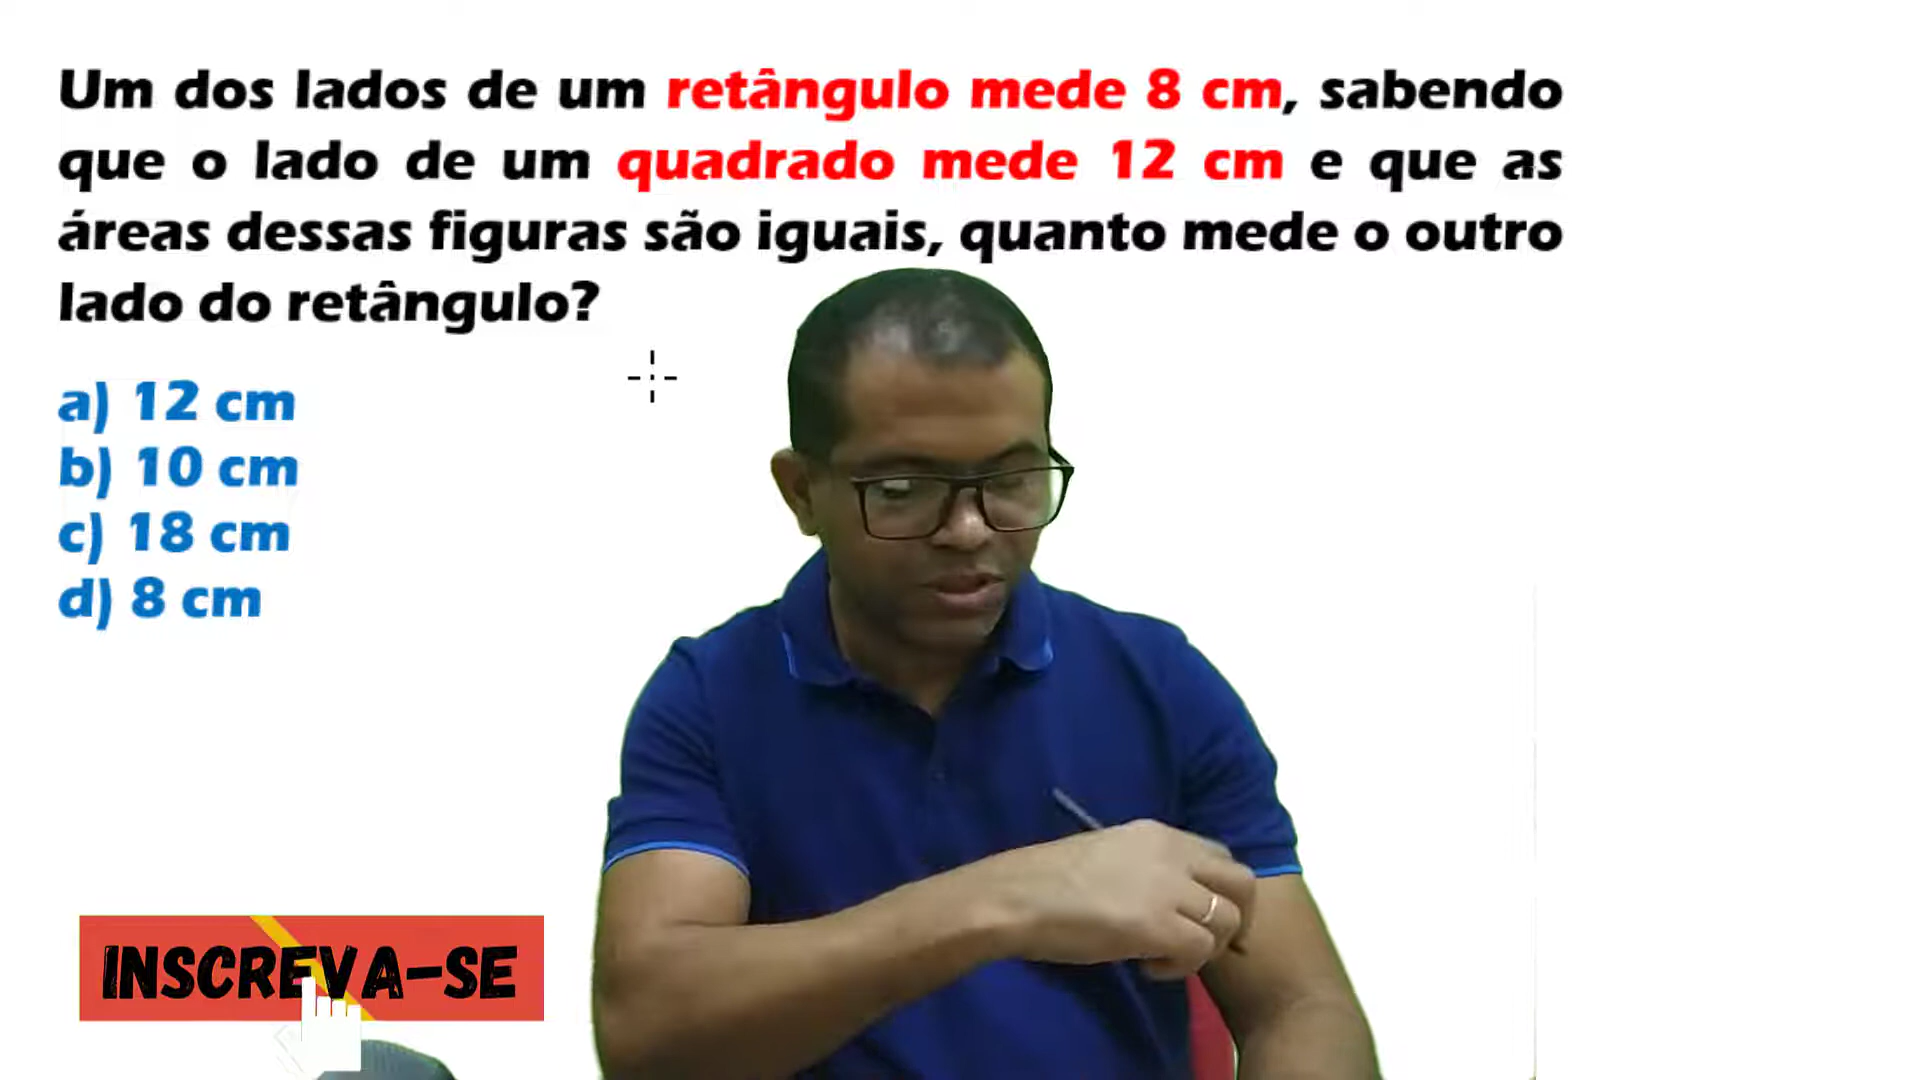 Um dos lados de um retângulo mede 8 cm, sabendo
que o lado de um quadrado mede 12 cm e que as
áreas dessas figuras são iguais, quanto mede o outro
lado do retângulo?
a) 12 cm
b) 10 cm
c) 18 cm
d) 8 cm
INSCREVA-SE